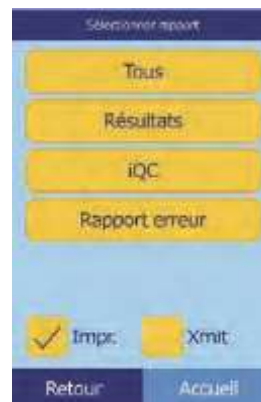 Sélectionner rapport
Tous
Résultats
iQC
Rapport erreur
Impr. Xmit
Retour Accueil